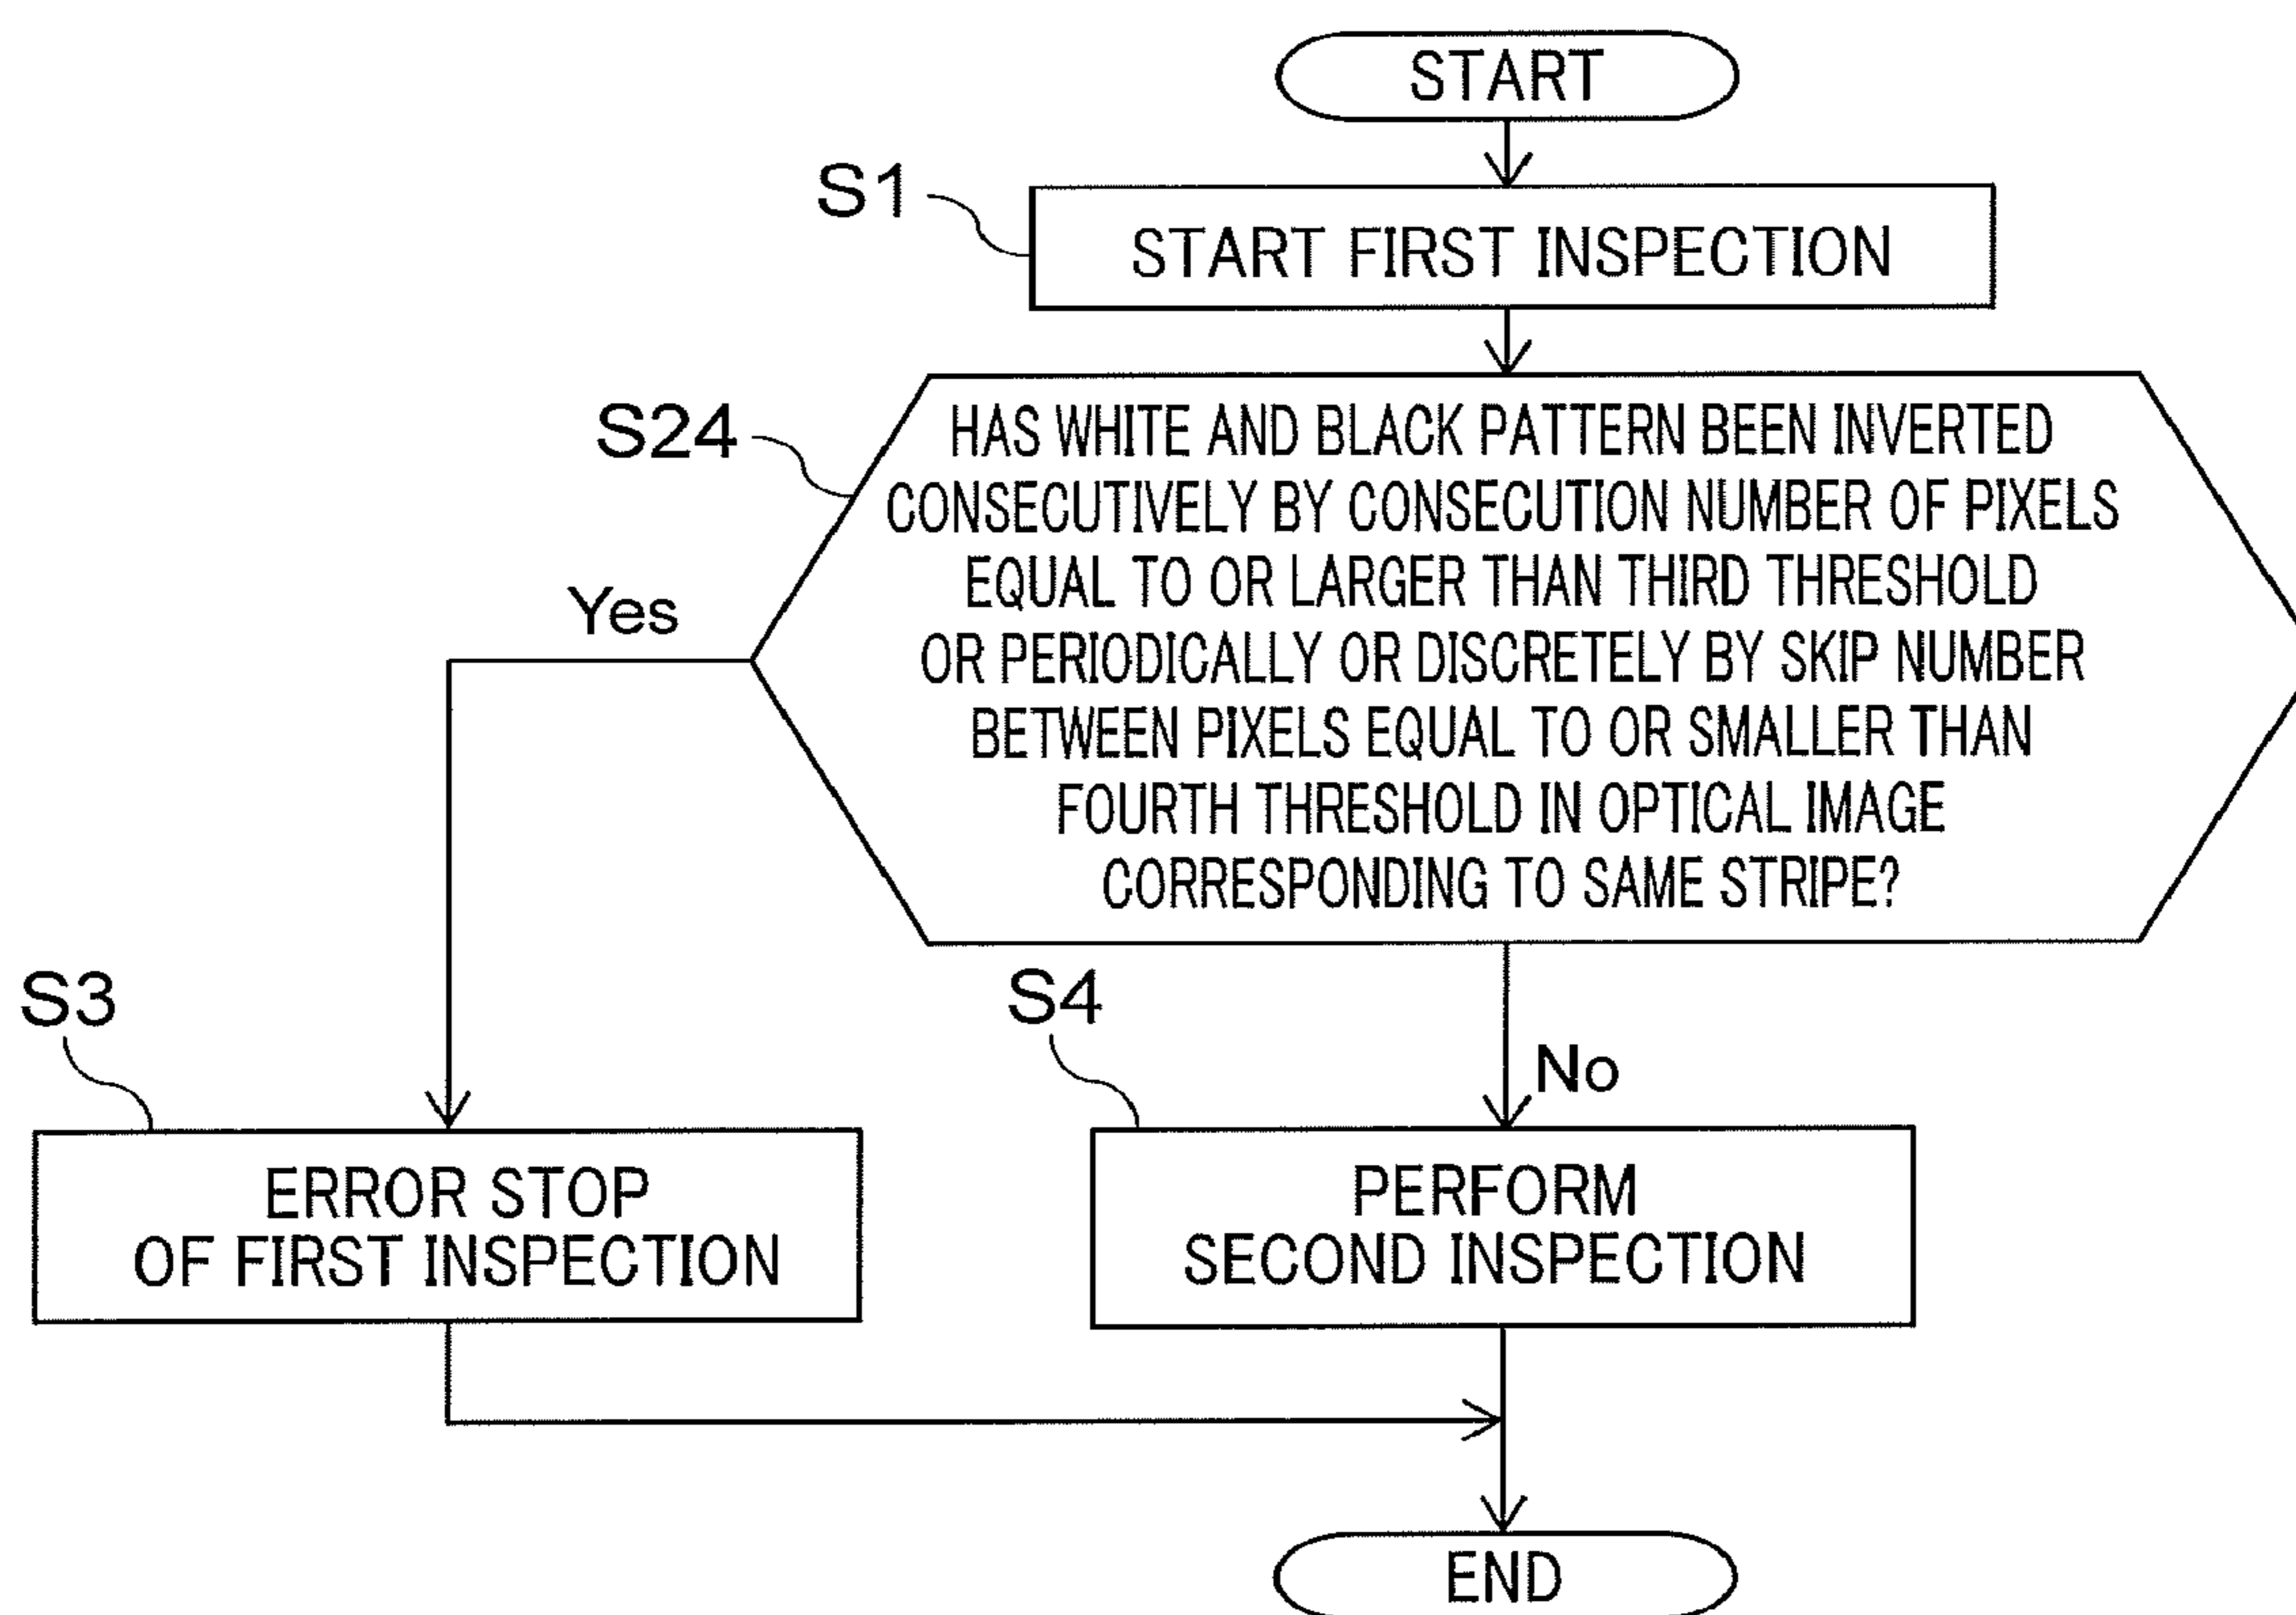 START
S1
START FIRST INSPECTION
S24
HAS WHITE AND BLACK PATTERN BEEN INVERTED
CONSECUTIVELY BY CONSECUTION NUMBER OF PIXELS
EQUAL TO OR LARGER THAN THIRD THRESHOLD
OR PERIODICALLY OR DISCRETELY BY SKIP NUMBER
BETWEEN PIXELS EQUAL TO OR SMALLER THAN
FOURTH THRESHOLD IN OPTICAL IMAGE
CORRESPONDING TO SAME STRIPE?
Yes
No
S3
ERROR STOP
OF FIRST INSPECTION
S4
PERFORM
SECOND INSPECTION
END